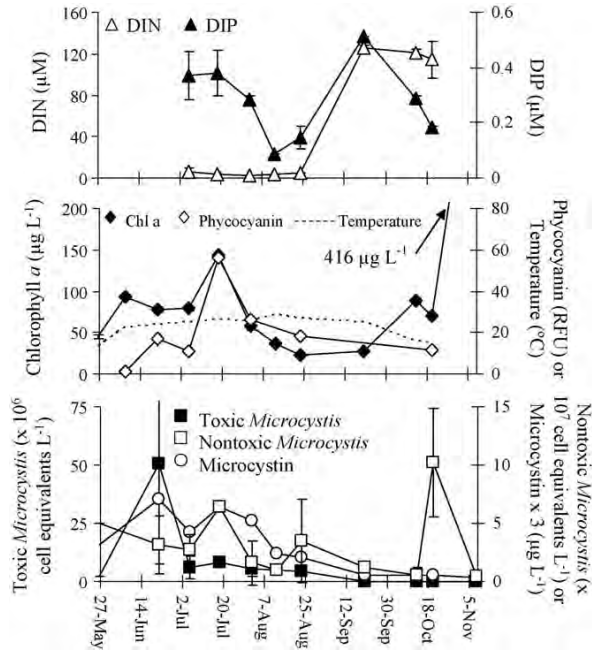 DIN DIP
160
120
80
40
0
DIN
(µM)
0.6
0.4
0.2
0
DIP
(µM)
Chl a Phycocyanin Temperature
416 µg L-1
200
150
100
50
0
Chlorophyll a (µg L-1)
80
60
40
20
0
Phycocyanin (RFU) or
Temperature (°C)
Toxic Microcystis
Nontoxic Microcystis
Microcystin
75
50
25
0
Toxic Microcystis (x 10⁶
cell equivalents L-1)
15
10
5
0
Nontoxic Microcystis (x
10⁷ cell equivalents L-1) or
Microcystin x 3 (µg L-1)
27-May
14-Jun
2-Jul
20-Jul
7-Aug
25-Aug
12-Sep
30-Sep
18-Oct
5-Nov